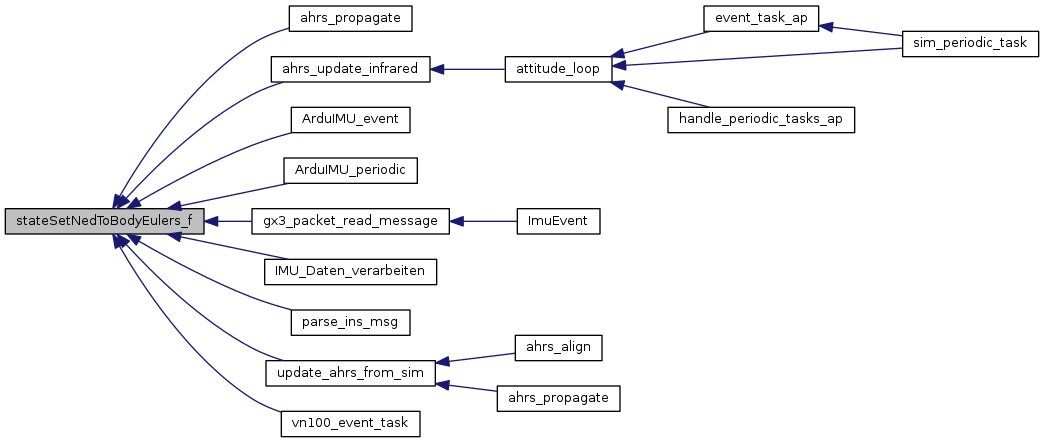 ahrs_propagate
event_task_ap
sim_periodic_task
ahrs_update_infrared
attitude_loop
ArduIMU_event
handle_periodic_tasks_ap
ArduIMU_periodic
stateSetNedToBodyEulers_f
gx3_packet_read_message
ImuEvent
IMU_Daten_verarbeiten
parse_ins_msg
ahrs_align
update_ahrs_from_sim
ahrs_propagate
vn100_event_task